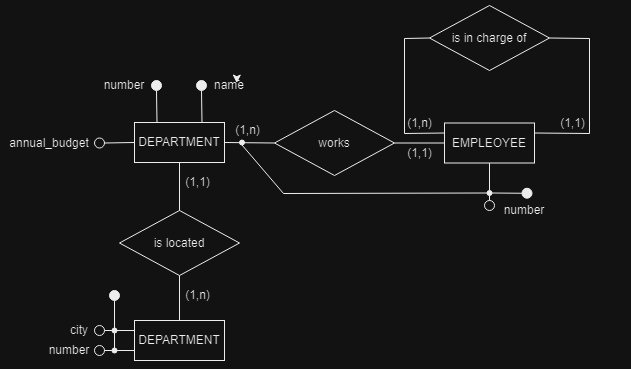 is in charge of
number
name
(1,n)
(1,1)
annual_budget
DEPARTMENT
(1,n)
works
(1,1)
EMPLEOYEE
(1,1)
number
is located
(1,n)
city
number
DEPARTMENT